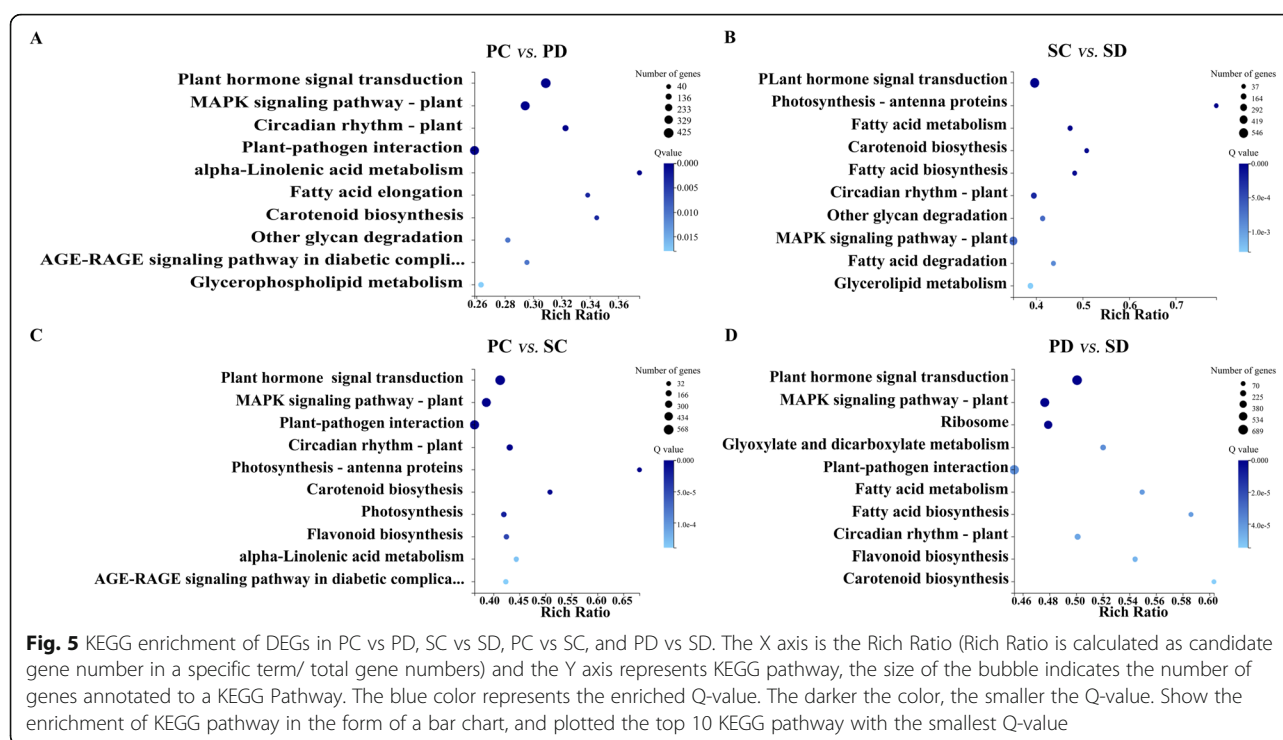 A
PC vs. PD
Plant hormone signal transduction
MAPK signaling pathway - plant
Circadian rhythm - plant
Plant-pathogen interaction
alpha-Linolenic acid metabolism
Fatty acid elongation
Carotenoid biosynthesis
Other glycan degradation
AGE-RAGE signaling pathway in diabetic compli...
Glycerophospholipid metabolism
0.26 0.30 0.32 0.34 0.36
Rich Ratio
Number of genes
40
136
233
329
425
Qvalue
0.000
0.005
0.010
0.015
B
SC vs. SD
PLant hormone signal transduction
Photosynthesis - antenna proteins
Fatty acid metabolism
Carotenoid biosythesis
Fatty acid biosynthesis
Circadian rhythm - plant
Other glycan degradation
MAPK signaling pathway - plant
Fatty acid degradation
Glycerolipid metabolism
0.4 0.5 0.6 0.7
Rich Ratio
Number of genes
37
164
292
419
546
Q value
0.000
5.0e-4
1.0e-3
C
PC vs. SC
Plant hormone signal transduction
MAPK signaling pathway - plant
Plant-pathogen interaction
Circadian rhythm - plant
Photosynthesis - antenna proteins
Carotenoid biosythesis
Photosynthesis
Flavonoid biosynthesis
alpha-Linolenic acid metabolism
AGE-RAGE signaling pathway in diabetic complica...
0.40 0.45 0.50 0.55 0.60 0.65
Rich Ratio
Number of genes
32
166
300
434
568
Q value
0.000
5.0e-5
1.0e-4
D
PD vs. SD
Plant hormone signal transduction
MAPK signaling pathway - plant
Ribosome
Glyoxylate and dicarboxylate metabolism
Plant-pathogen interaction
Fatty acid metabolism
Fatty acid biosynthesis
Circadian rhythm - plant
Flavonoid biosynthesis
Carotenoid biosynthesis
0.46 0.48 0.50 0.52 0.54 0.56 0.58 0.60
Rich Ratio
Number of genes
70
225
380
534
689
Q value
0.000
2.0e-5
4.0e-5
Fig. 5 KEGG enrichment of DEGs in PC vs PD, SC vs SD, PC vs SC, and PD vs SD. The X axis is the Rich Ratio (Rich Ratio is calculated as candidate
gene number in a specific term/ total gene numbers) and the Y axis represents KEGG pathway, the size of the bubble indicates the number of
genes annotated to a KEGG Pathway. The blue color represents the enriched Q-value. The darker the color, the smaller the Q-value. Show the
enrichment of KEGG pathway in the form of a bar chart, and plotted the top 10 KEGG pathway with the smallest Q-value